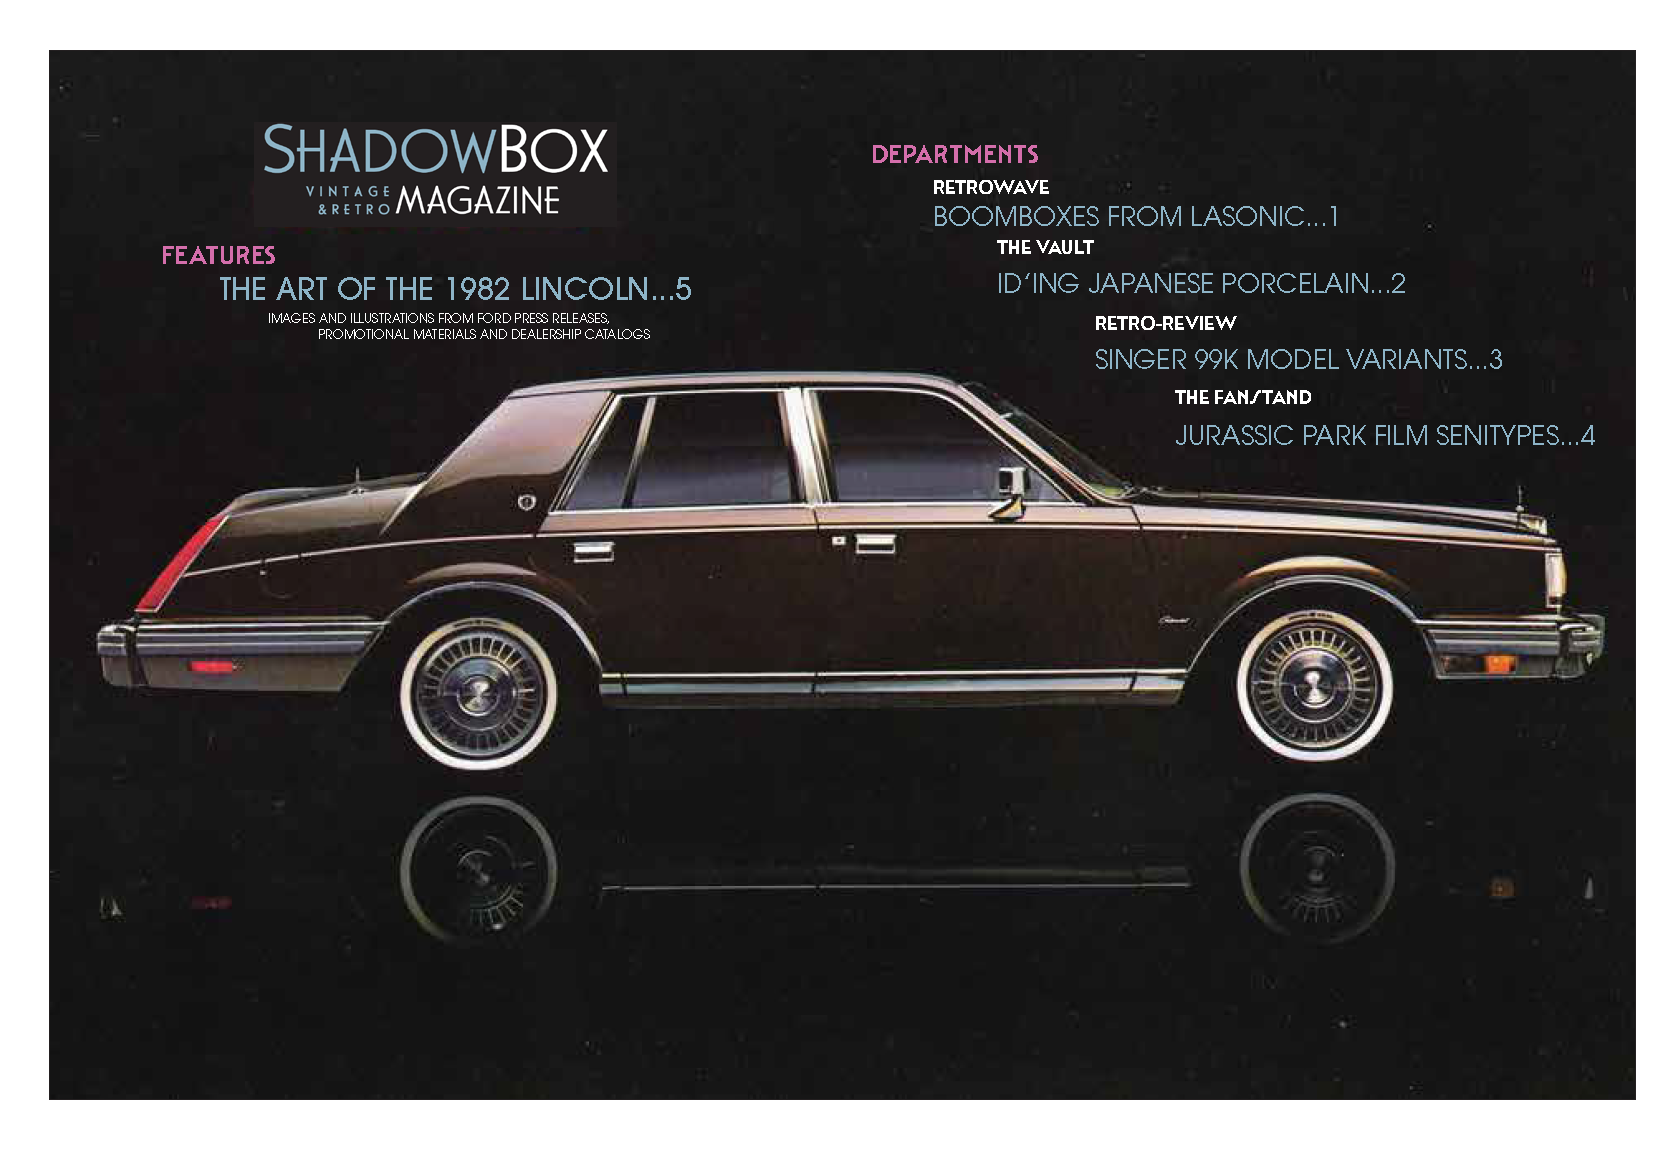 SHADOWBOX
VINTAGE
&RETRO MAGAZINE
FEATURES
THE ART OF THE 1982 LINCOLN...5
IMAGES AND ILLUSTRATIONS FROM FORD PRESS RELEASES,
PROMOTIONAL MATERIALS AND DEALERSHIP CATALOGS
DEPARTMENTS
RETROWAVE
BOOMBOXES FROM LASONIC...1
THE VAULT
ID'ING JAPANESE PORCELAIN...2
RETRO-REVIEW
SINGER 99K MODEL VARIANTS...3
THE FANSTAND
JURASSIC PARK FILM SENITYPES...4